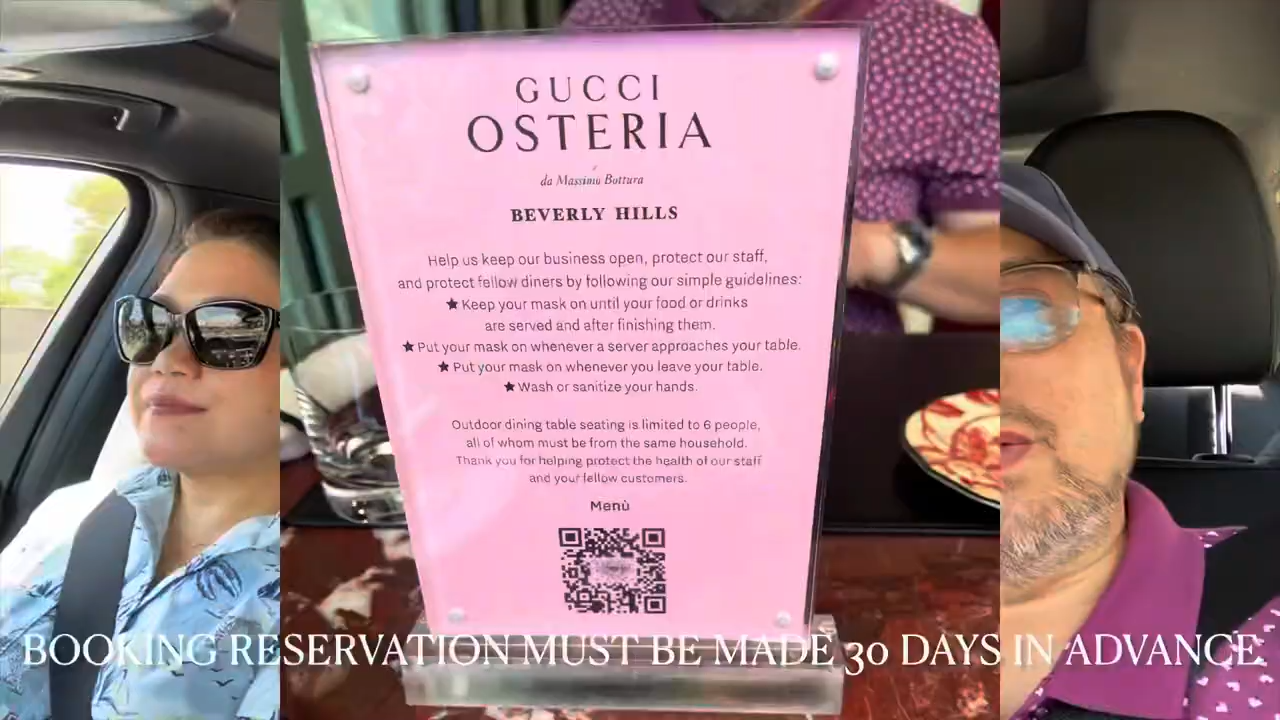 GUCCI
OSTERIA
da Massimo Bottura
BEVERLY HILLS
Help us keep our business open, protect our staff,
and protect fellow diners by following our simple guidelines:
★ Keep your mask on until your food or drinks
are served and after finishing them.
★ Put your mask on whenever a server approaches your table.
★ Put your mask on whenever you leave your table.
★ Wash or sanitize your hands.
Outdoor dining table seating is limited to 6 people,
all of whom must be from the same household.
Thank you for helping protect the health of our staff
and your fellow customers.
Menù
BOOKING RESERVATION MUST BE MADE 30 DAYS IN ADVANCE